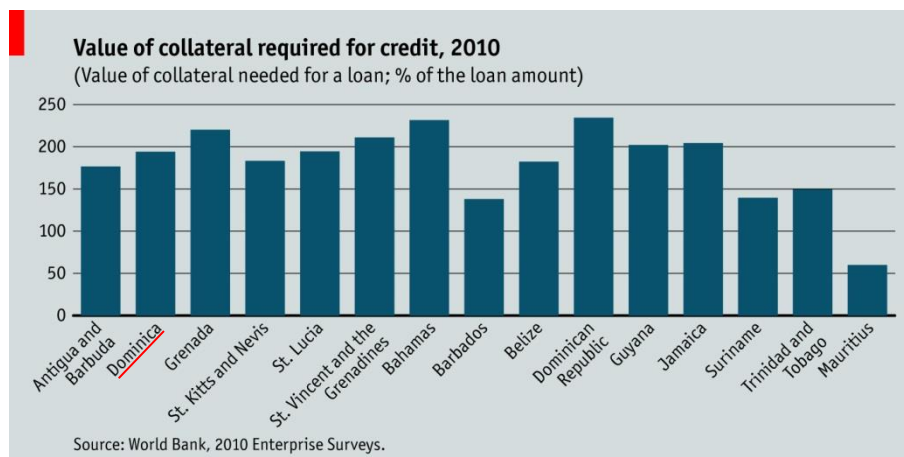 Value of collateral required for credit, 2010
(Value of collateral needed for a loan; % of the loan amount)
250
200
150
100
50
0
Antigua and
Barbuda
Dominica
Grenada
St. Kitts and Nevis
St. Lucia
St. Vincent and the
Grenadines
Bahamas
Barbados
Belize
Dominican
Republic
Guyana
Jamaica
Suriname
Trinidad and
Tobago
Mauritius
Source: World Bank, 2010 Enterprise Surveys.